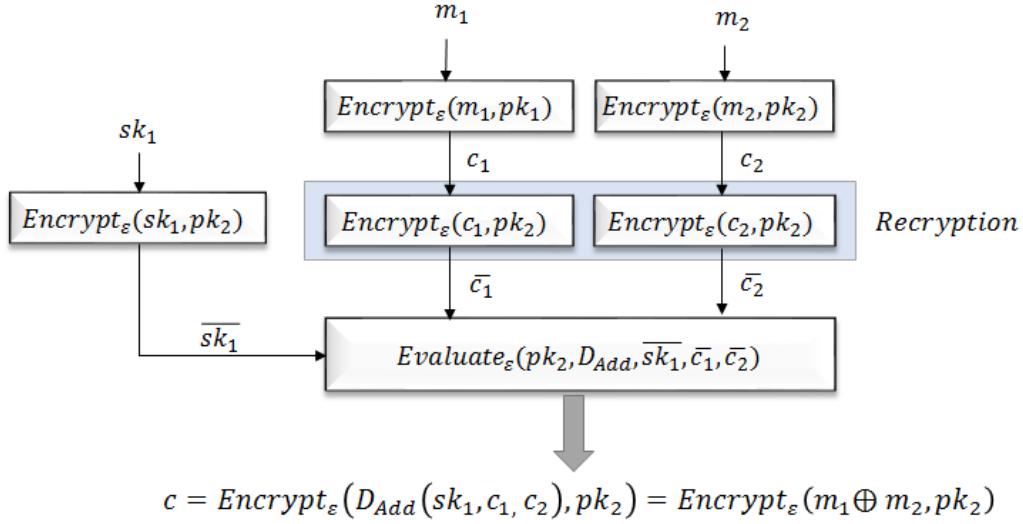 m₁
m₂
Encrypt_ε(m₁,pk₁)
Encrypt_ε(m₂,pk₂)
sk₁
c₁
c₂
Encrypt_ε(sk₁,pk₂)
Encrypt_ε(c₁,pk₂)
Encrypt_ε(c₂,pk₂)
Recryption
c̅₁
c̅₂
s̅k̅₁
Evaluate_ε(pk₂,D_Add,s̅k̅₁,c̅₁,c̅₂)
c = Encrypt_ε(D_Add(sk₁,c₁,c₂),pk₂) = Encrypt_ε(m₁⊕ m₂,pk₂)